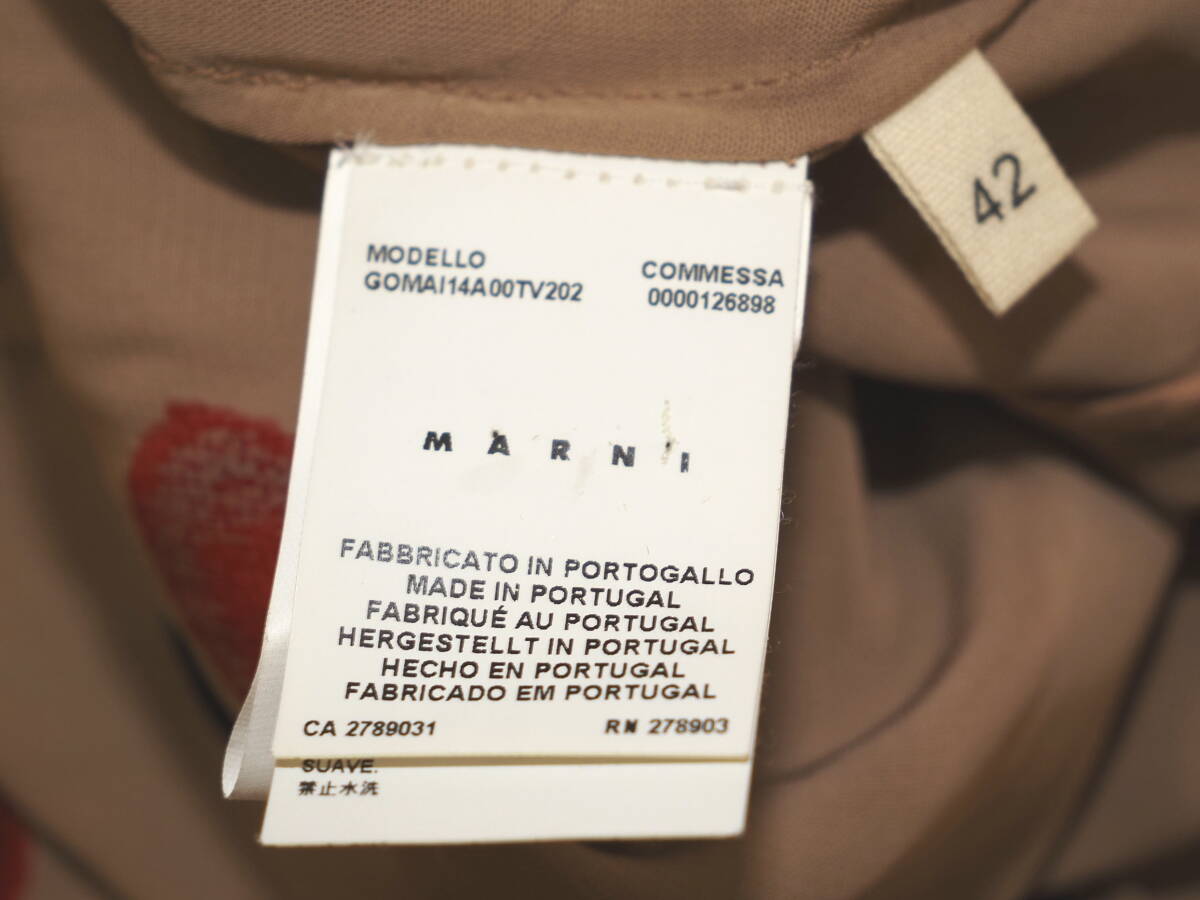 MODELLO
GOMAI14A00TV202
COMMESSA
0000126898
42
MARNI
FABBRICATO IN PORTOGALLO
MADE IN PORTUGAL
FABRIQUÉ AU PORTUGAL
HERGESTELLT IN PORTUGAL
HECHO EN PORTUGAL
FABRICADO EM PORTUGAL
CA 2789031 RN 278903
SUAVE.
禁止水洗